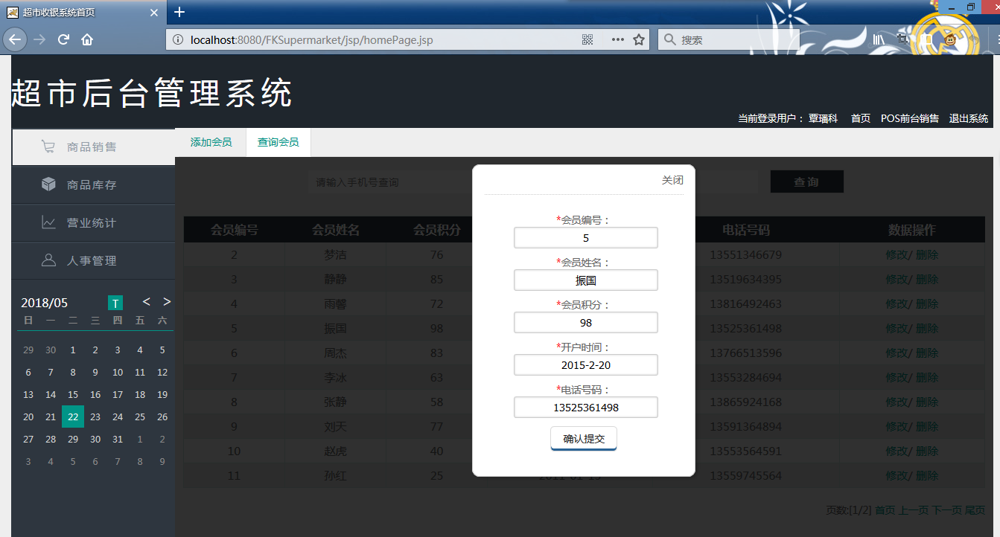 超市收银系统首页
localhost:8080/FKSupermarket/jsp/homePage.jsp
搜索
超市后台管理系统
当前登录用户： 覃璠科 首页 POS前台销售 退出系统
商品销售
商品库存
营业统计
人事管理
2018/05 T < >
日 一 二 三 四 五 六
29 30 1 2 3 4 5
6 7 8 9 10 11 12
13 14 15 16 17 18 19
20 21 22 23 24 25 26
27 28 29 30 31 1 2
3 4 5 6 7 8 9
添加会员 查询会员
请输入手机号查询 查 询
会员编号 会员姓名 会员积分 电话号码 数据操作
2 梦洁 76 13551346679 修改/ 删除
3 静静 85 13519634395 修改/ 删除
4 雨馨 72 13816492463 修改/ 删除
5 振国 98 13525361498 修改/ 删除
6 周杰 83 13766513596 修改/ 删除
7 李冰 63 13553284694 修改/ 删除
8 张静 58 13865924168 修改/ 删除
9 刘天 77 13591364894 修改/ 删除
10 赵虎 40 13553564591 修改/ 删除
11 孙红 25 13559745564 修改/ 删除
页数:[1/2] 首页 上一页 下一页 尾页
关闭
*会员编号：
5
*会员姓名：
振国
*会员积分：
98
*开户时间：
2015-2-20
*电话号码：
13525361498
确认提交